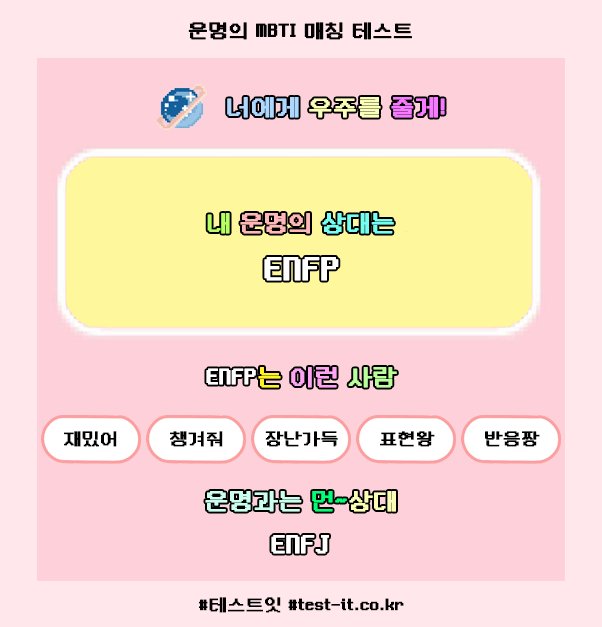 운명의 MBTI 매칭 테스트
너에게 우주를 줄게!
내 운명의 상대는
ENFP
ENFP는 이런 사람
재밌어 챙겨줘 장난가득 표현왕 반응짱
운명과는 먼~상대
ENFJ
#테스트잇 #test-it.co.kr